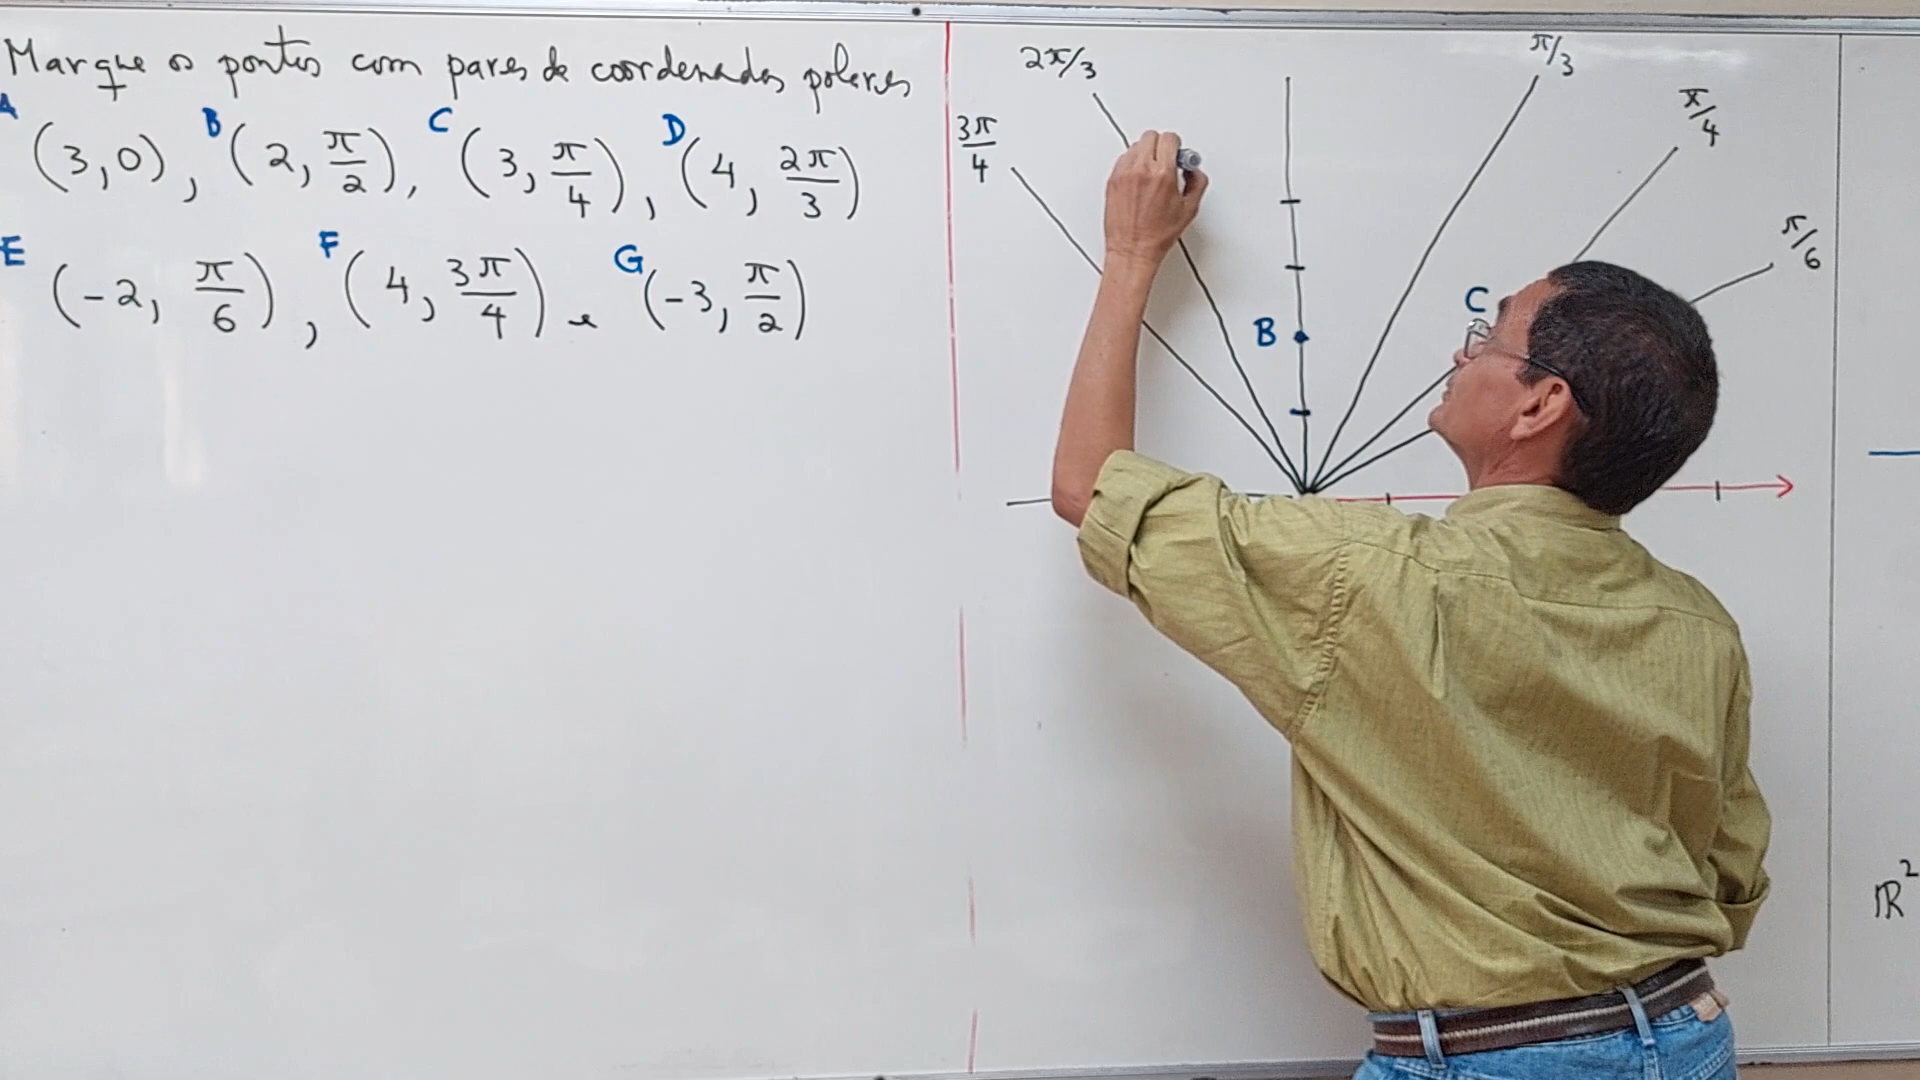 Marque os pontos com pares de coordenadas polares
A (3, 0), B (2, π/2), C (3, π/4), D (4, 2π/3)
E (-2, π/6), F (4, 3π/4) e G (-3, π/2)
2π/3
π/3
3π/4
π/4
π/6
C
B
ℝ²